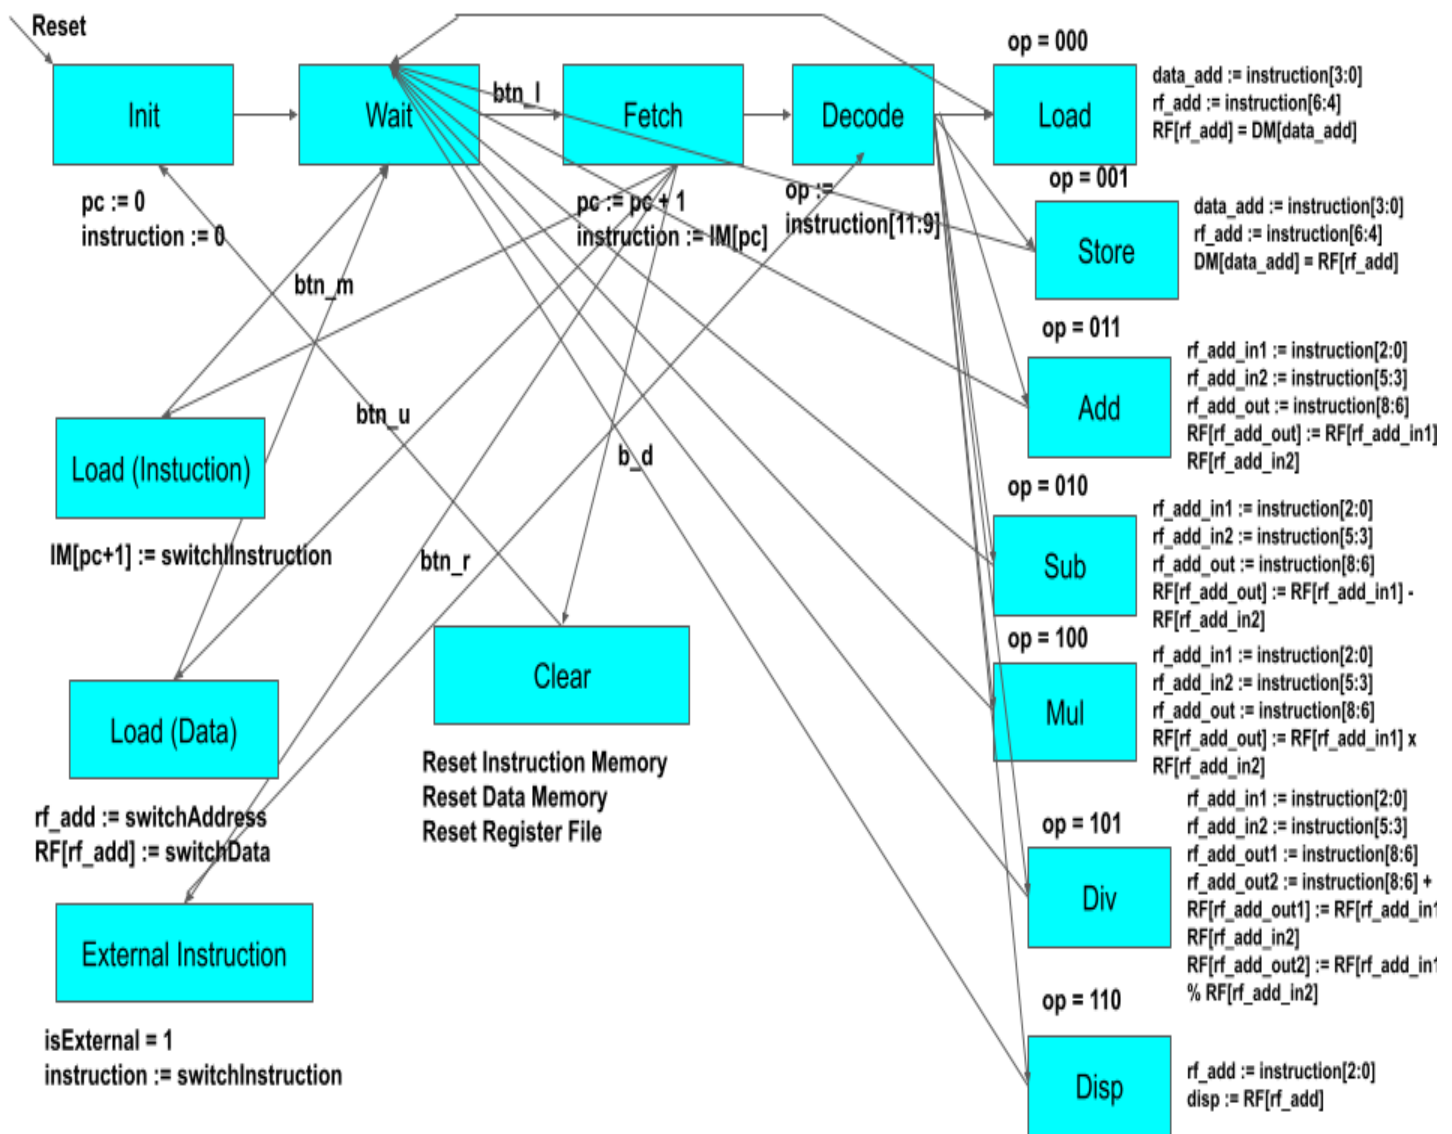 Reset
Init
Wait
btn_l
Fetch
Decode
op = 000
Load
data_add := instruction[3:0]
rf_add := instruction[6:4]
RF[rf_add] = DM[data_add]
pc := 0
instruction := 0
pc := pc + 1
instruction := IM[pc]
op :=
instruction[11:9]
op = 001
Store
data_add := instruction[3:0]
rf_add := instruction[6:4]
DM[data_add] = RF[rf_add]
btn_m
op = 011
Add
rf_add_in1 := instruction[2:0]
rf_add_in2 := instruction[5:3]
rf_add_out := instruction[8:6]
RF[rf_add_out] := RF[rf_add_in1]
RF[rf_add_in2]
btn_u
b_d
Load (Instuction)
IM[pc+1] := switchIInstruction
btn_r
op = 010
Sub
rf_add_in1 := instruction[2:0]
rf_add_in2 := instruction[5:3]
rf_add_out := instruction[8:6]
RF[rf_add_out] := RF[rf_add_in1] -
RF[rf_add_in2]
Load (Data)
rf_add := switchAddress
RF[rf_add] := switchData
Clear
Reset Instruction Memory
Reset Data Memory
Reset Register File
op = 100
Mul
rf_add_in1 := instruction[2:0]
rf_add_in2 := instruction[5:3]
rf_add_out := instruction[8:6]
RF[rf_add_out] := RF[rf_add_in1] x
RF[rf_add_in2]
op = 101
Div
rf_add_in1 := instruction[2:0]
rf_add_in2 := instruction[5:3]
rf_add_out1 := instruction[8:6]
rf_add_out2 := instruction[8:6] +
RF[rf_add_out1] := RF[rf_add_in1
RF[rf_add_in2]
RF[rf_add_out2] := RF[rf_add_in1
% RF[rf_add_in2]
External Instruction
isExternal = 1
instruction := switchInstruction
op = 110
Disp
rf_add := instruction[2:0]
disp := RF[rf_add]